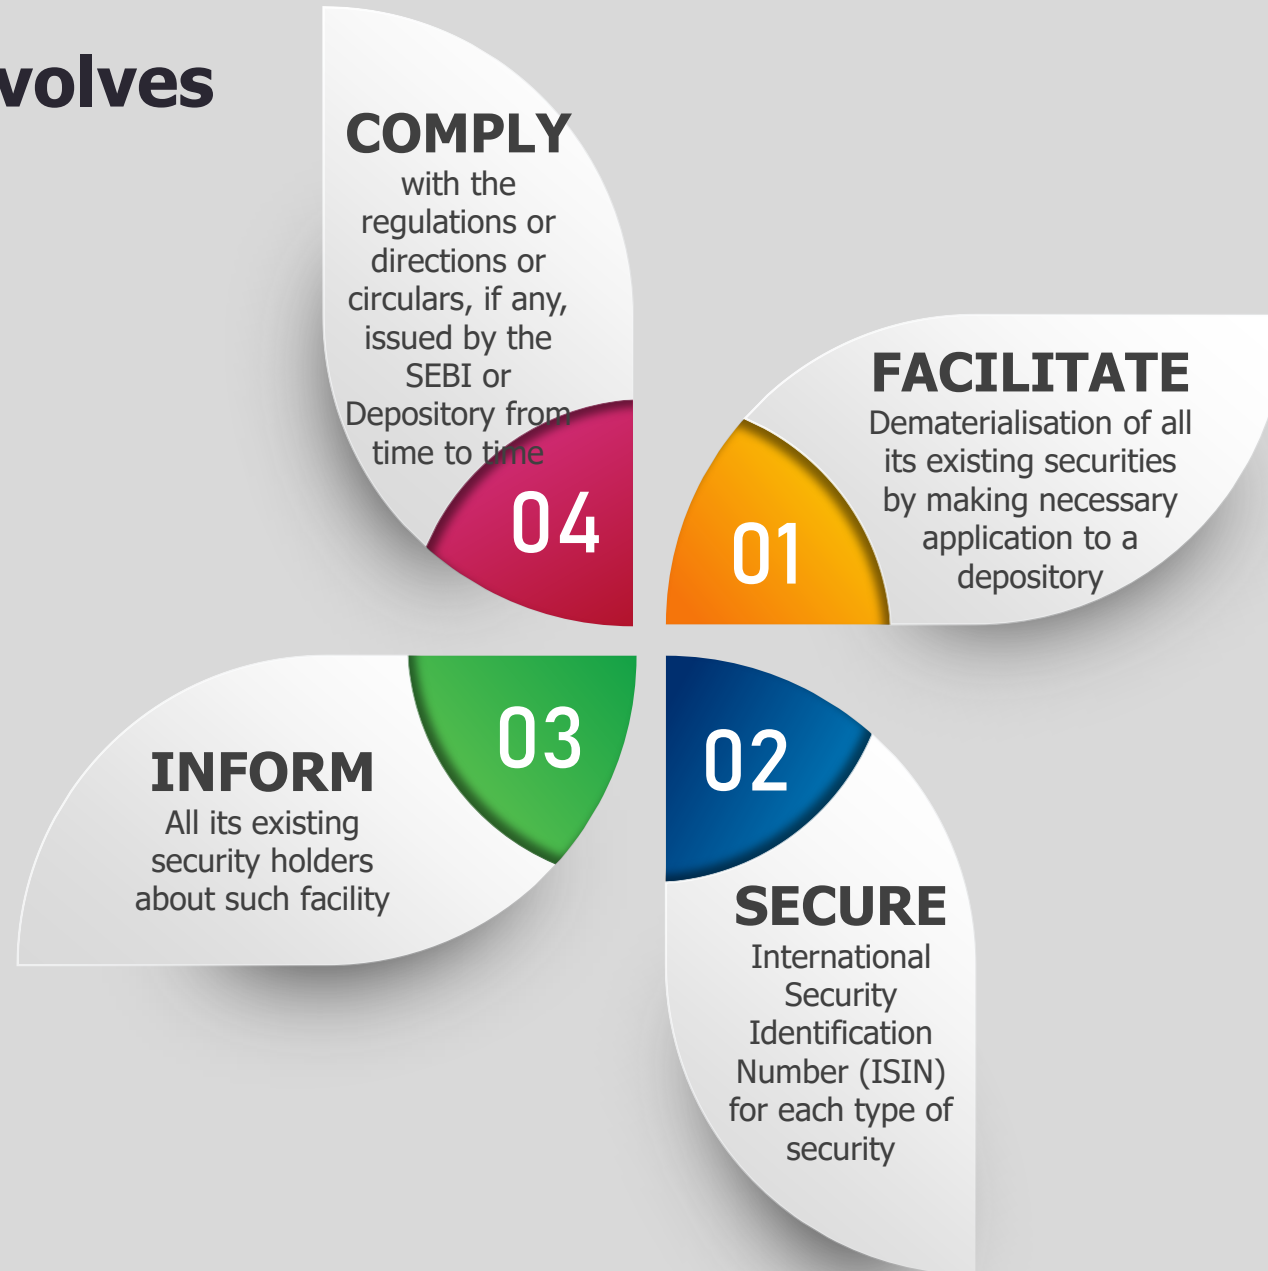 volves
COMPLY
with the
regulations or
directions or
circulars, if any,
issued by the
SEBI or
Depository from
time to time
04
FACILITATE
Dematerialisation of all
its existing securities
by making necessary
application to a
depository
01
02
SECURE
International
Security
Identification
Number (ISIN)
for each type of
security
03
INFORM
All its existing
security holders
about such facility